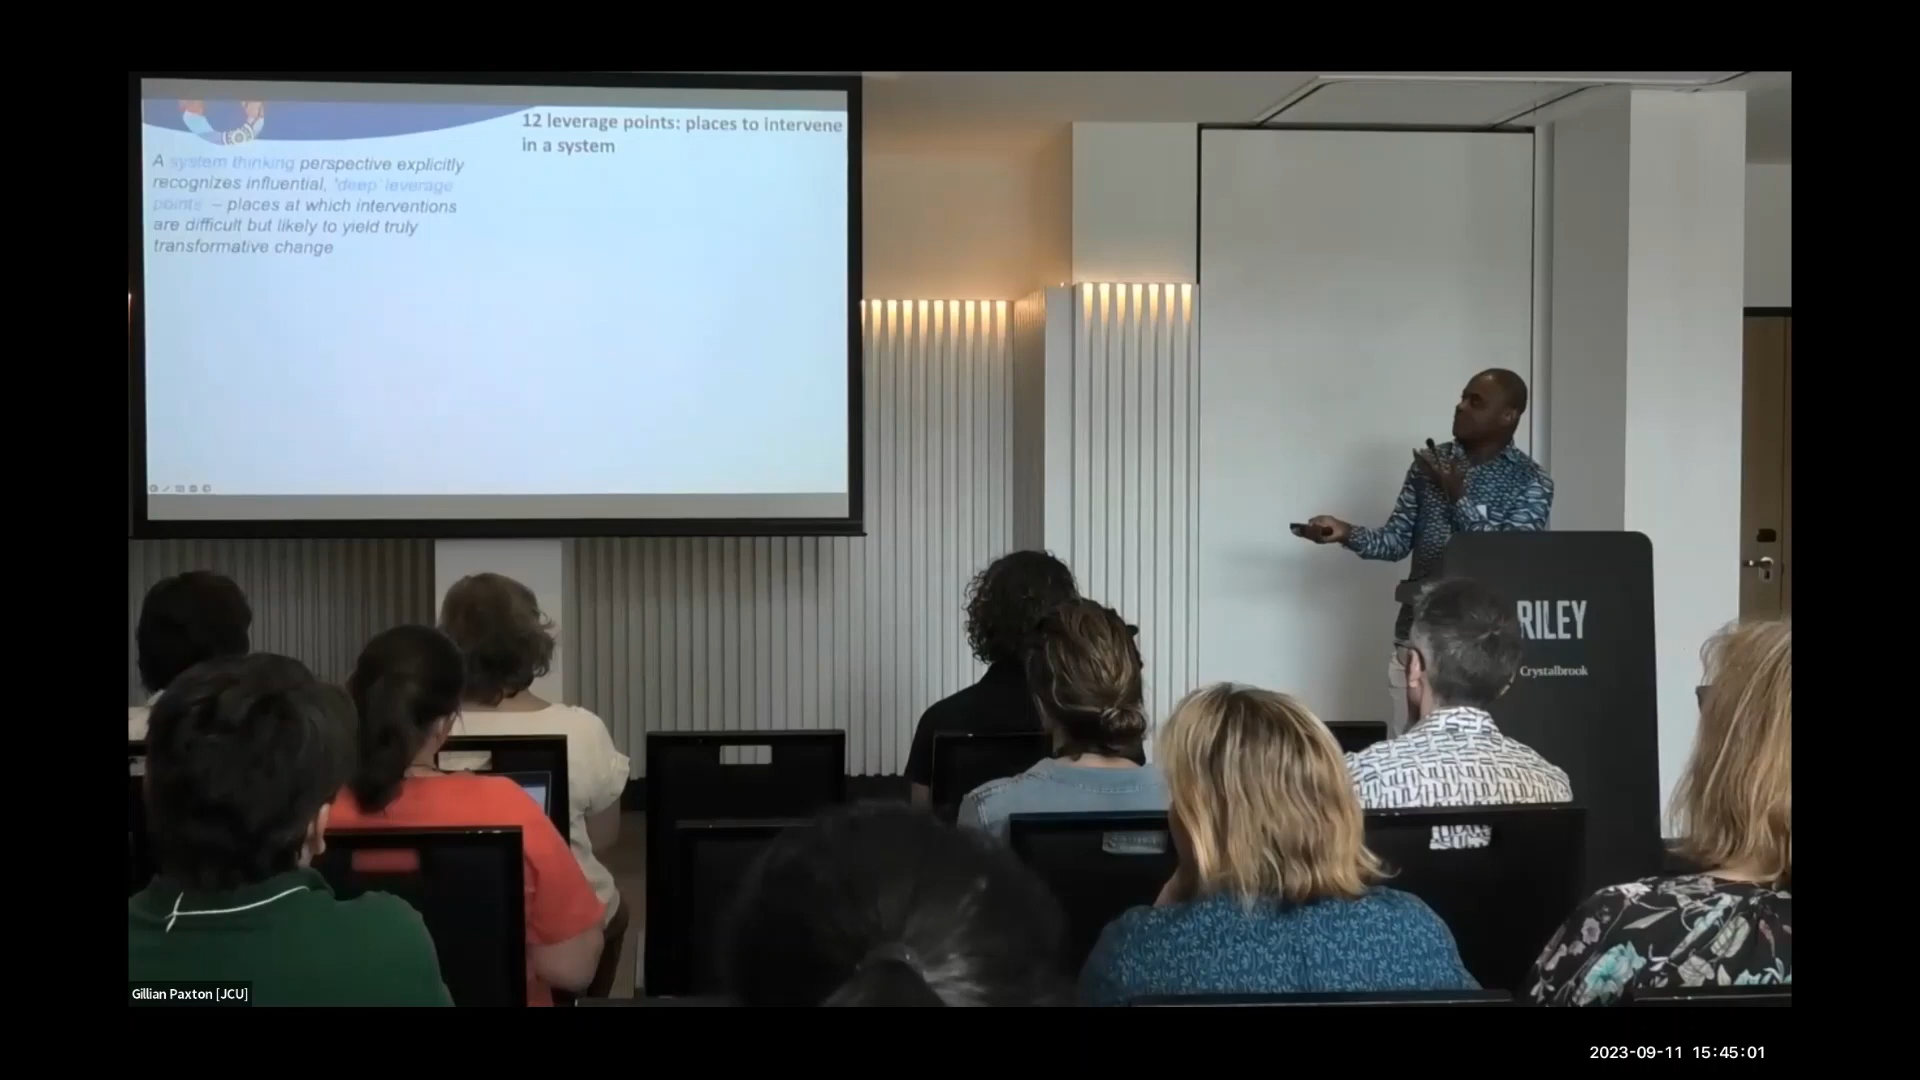 12 leverage points: places to intervene
in a system
A system thinking perspective explicitly
recognizes influential, 'deep' leverage
points – places at which interventions
are difficult but likely to yield truly
transformative change
RILEY
Crystalbrook
Gillian Paxton [JCU]
2023-09-11 15:45:01